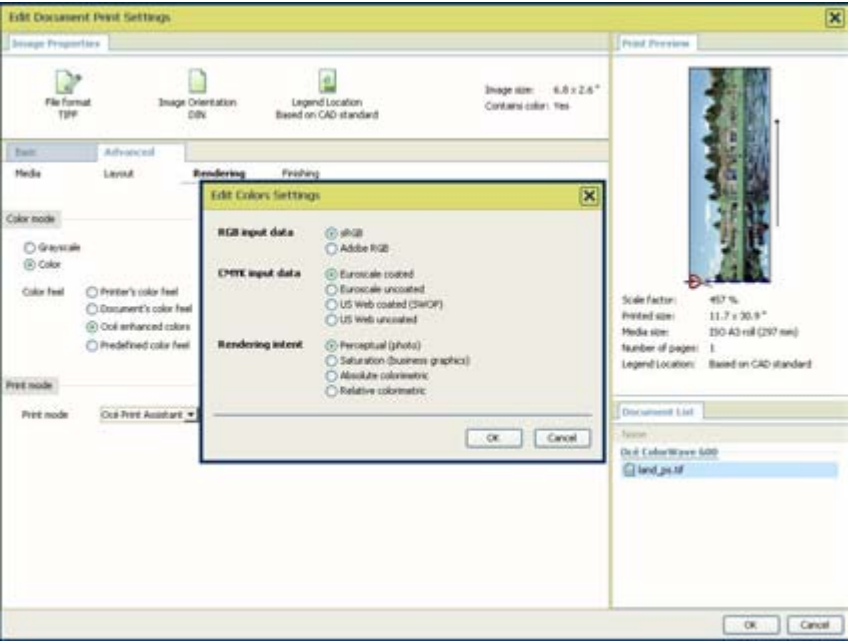 Edit Document Print Settings
Image Properties
File format
TIFF
Image Orientation
DIN
Legend Location
Based on CAD standard
Image size: 6.8 x 2.6"
Contains color: Yes
Basic Advanced
Media Layout Rendering Finishing
Color mode
Grayscale
Color
Color feel
Printer's color feel
Document's color feel
Océ enhanced colors
Predefined color feel
Print mode
Print mode Océ Print Assistant
Edit Colors Settings
RGB input data
sRGB
Adobe RGB
CMYK input data
Euroscale coated
Euroscale uncoated
US Web coated (SWOP)
US Web uncoated
Rendering intent
Perceptual (photo)
Saturation (business graphics)
Absolute colorimetric
Relative colorimetric
OK Cancel
Print Preview
Scale factor: 457 %
Printed size: 11.7 x 30.9"
Media size: ISO A3 roll (297 mm)
Number of pages: 1
Legend Location: Based on CAD standard
Document List
Name
Océ ColorWave 600
land_ps.tif
OK Cancel